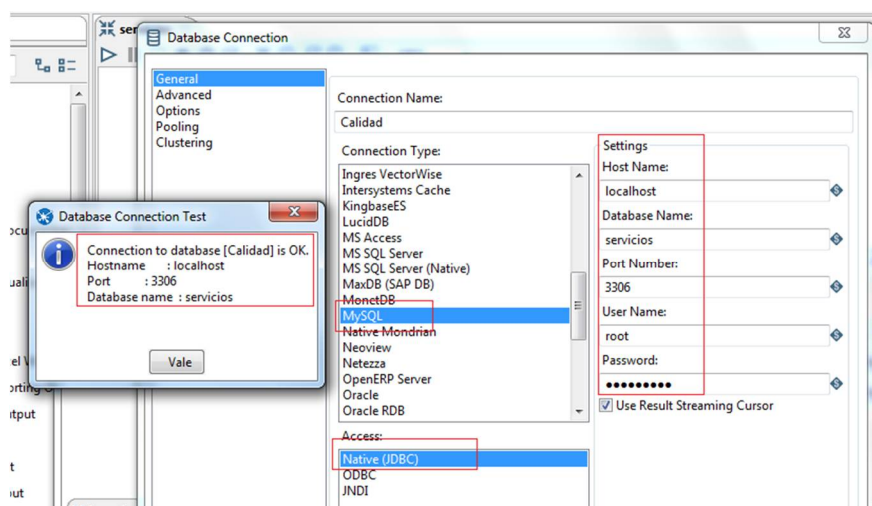 Database Connection
General
Advanced
Options
Pooling
Clustering
Connection Name:
Calidad
Connection Type:
Ingres VectorWise
Intersystems Cache
KingbaseES
LucidDB
MS Access
MS SQL Server
MS SQL Server (Native)
MaxDB (SAP DB)
MonetDB
MySQL
Native Mondrian
Neoview
Netezza
OpenERP Server
Oracle
Oracle RDB
Access:
Native (JDBC)
ODBC
JNDI
Settings
Host Name:
localhost
Database Name:
servicios
Port Number:
3306
User Name:
root
Password:
•••••••••
Use Result Streaming Cursor
Database Connection Test
Connection to database [Calidad] is OK.
Hostname : localhost
Port : 3306
Database name : servicios
Vale